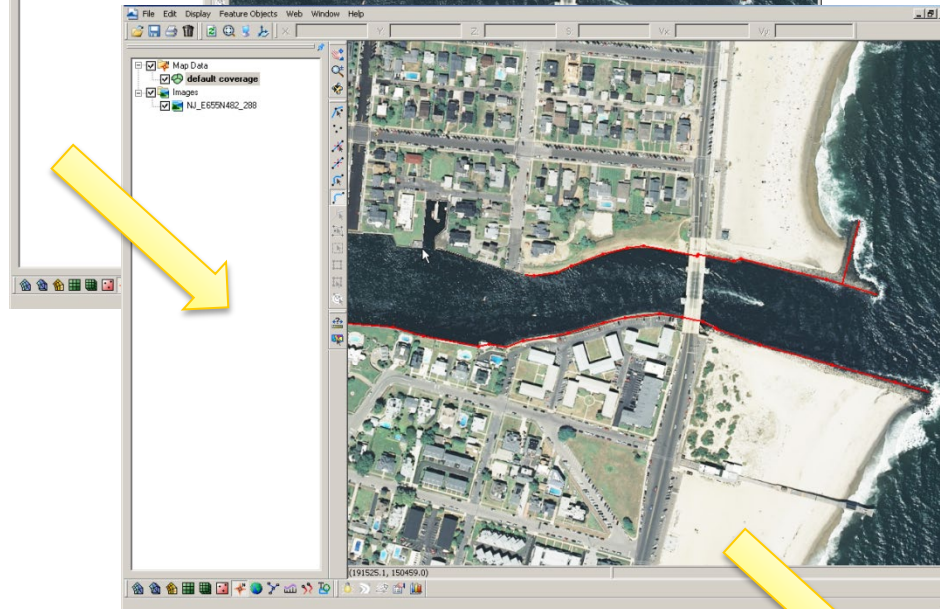 File Edit Display Feature Objects Web Window Help
X: Y: Z: S: Vx: Vy:
Map Data
default coverage
Images
NJ_E655N482_288
(191525.1, 150459.0)